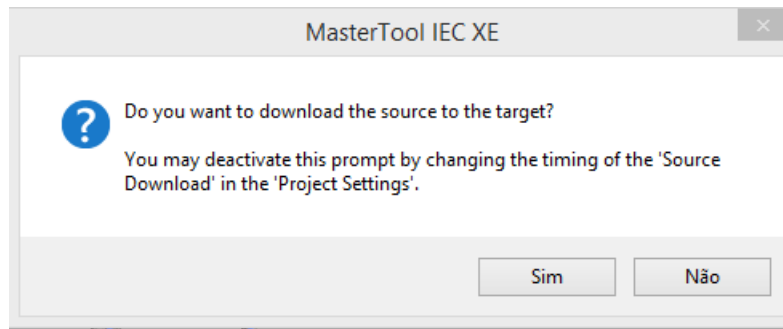 MasterTool IEC XE
Do you want to download the source to the target?
You may deactivate this prompt by changing the timing of the 'Source
Download' in the 'Project Settings'.
Sim Não